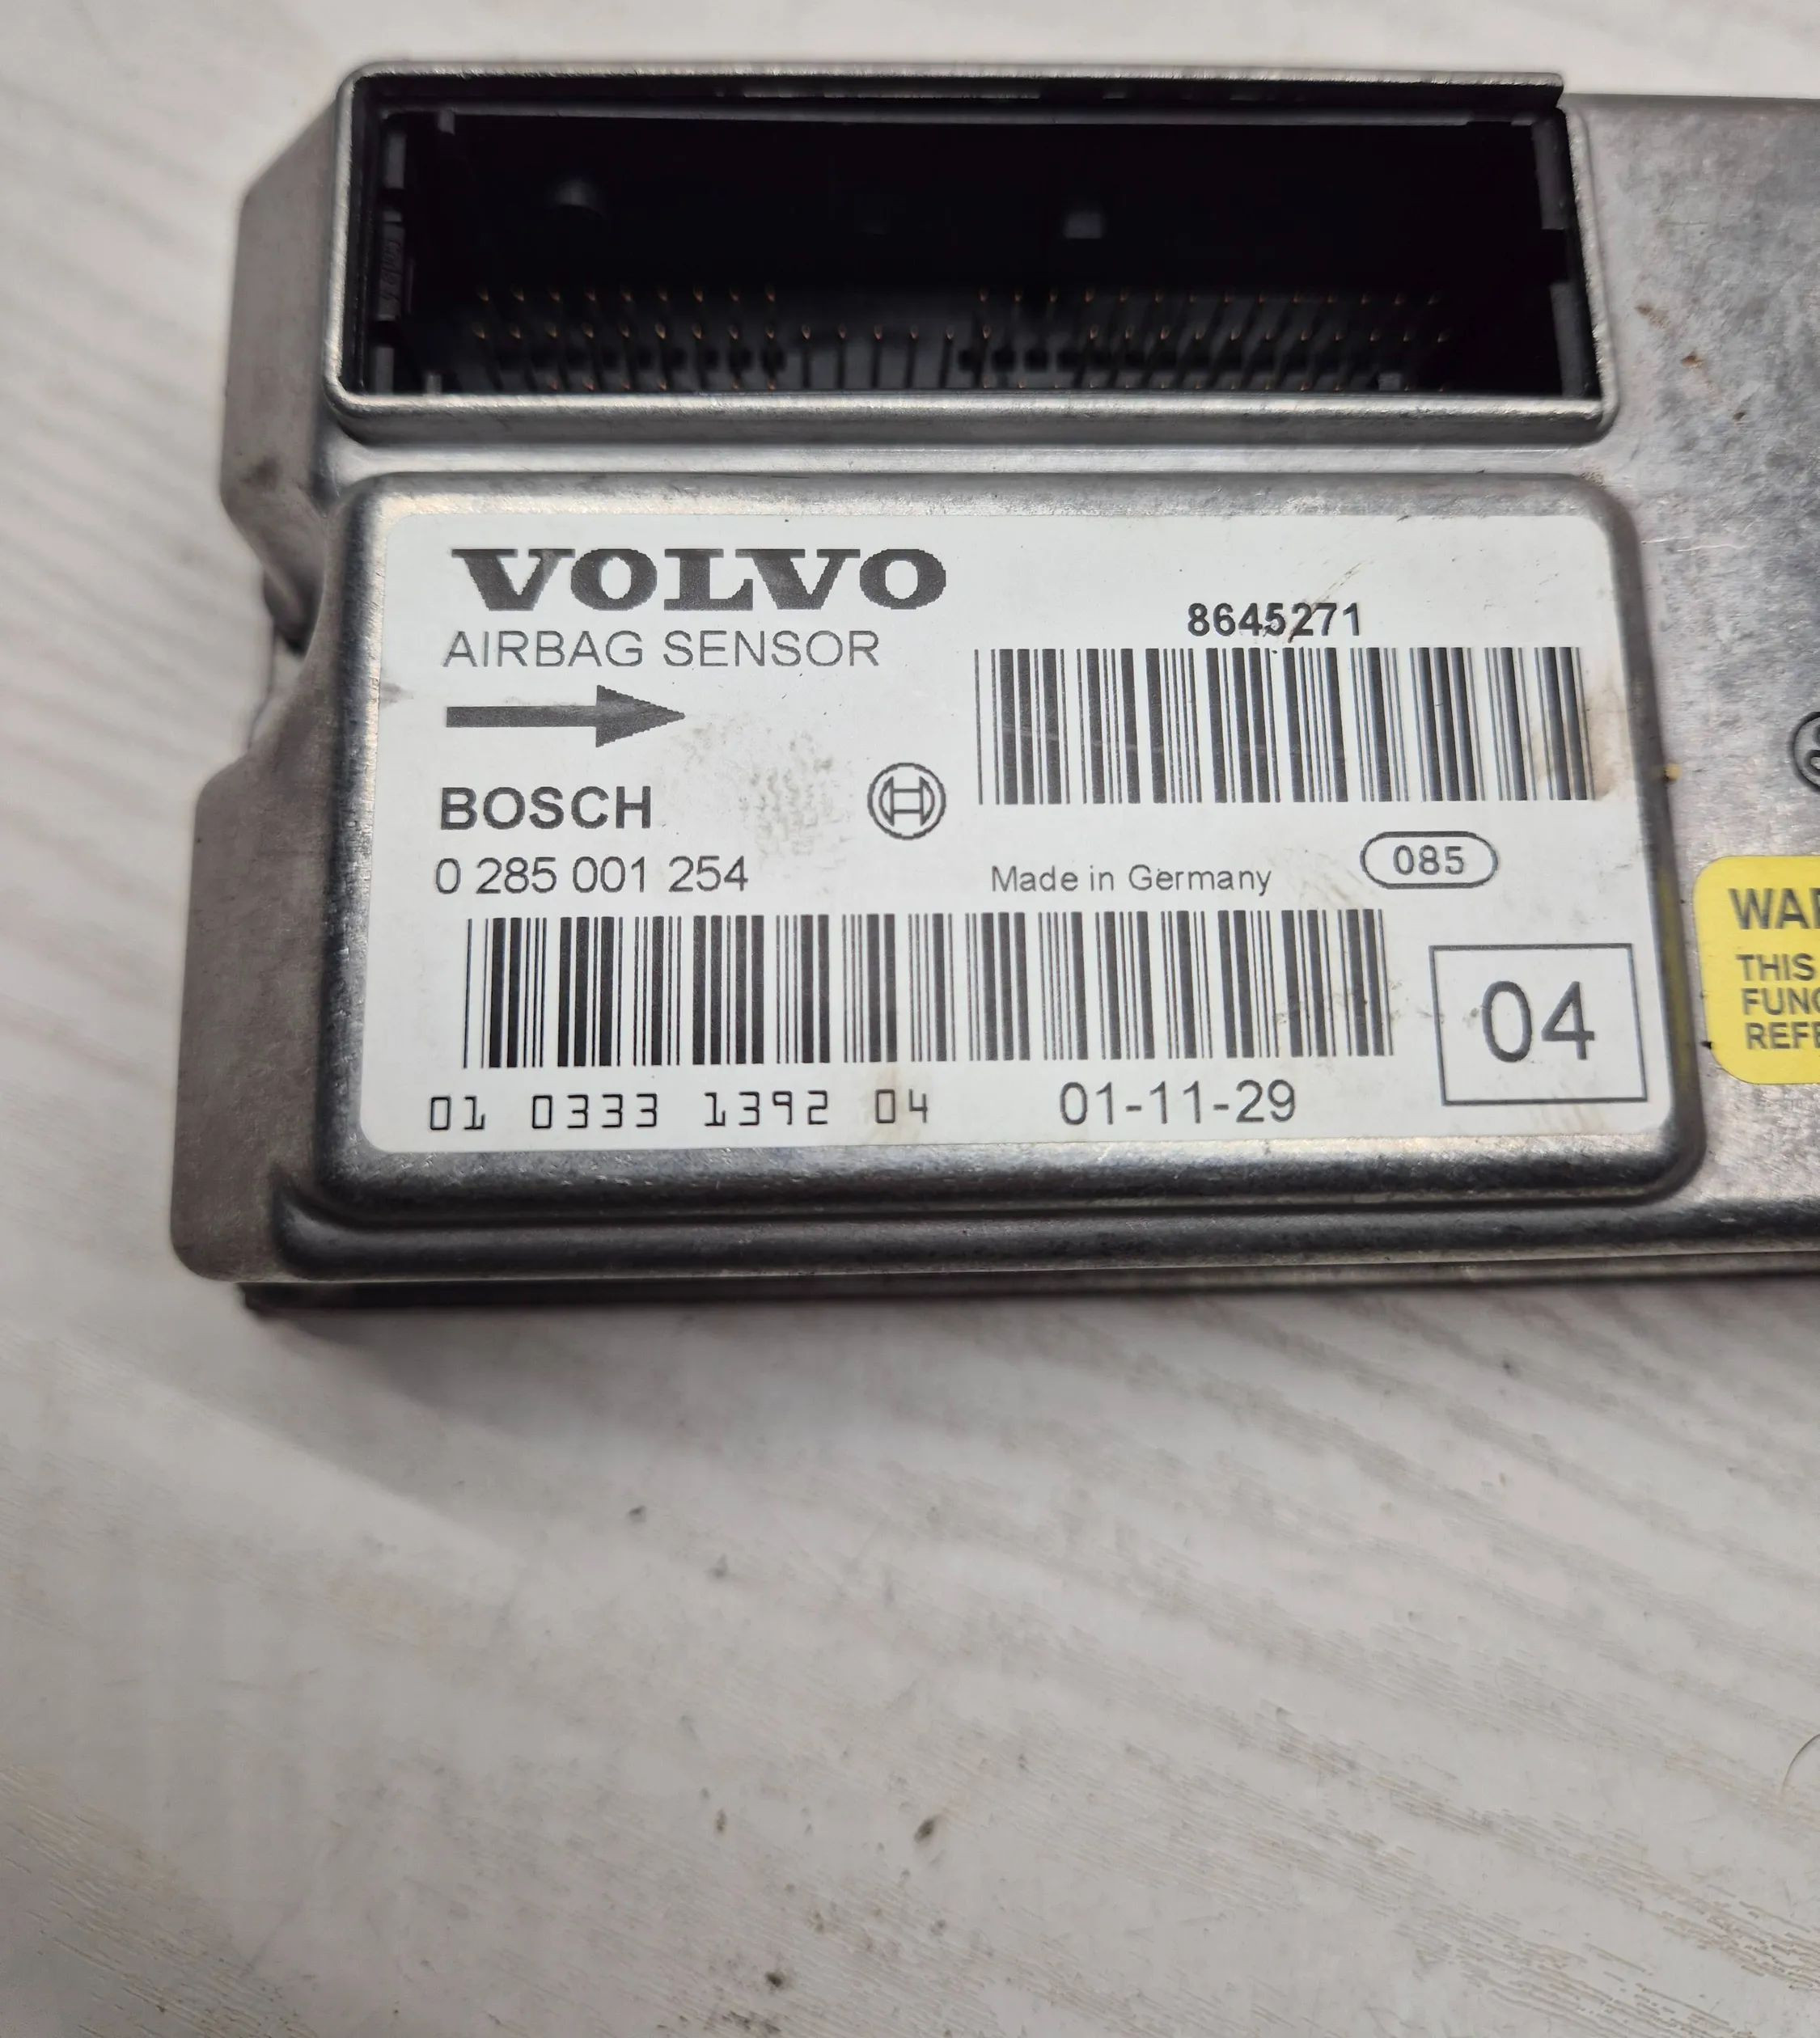 VOLVO
AIRBAG SENSOR
8645271
BOSCH
0 285 001 254
Made in Germany
085
04
01 0333 1392 04
01-11-29
THIS